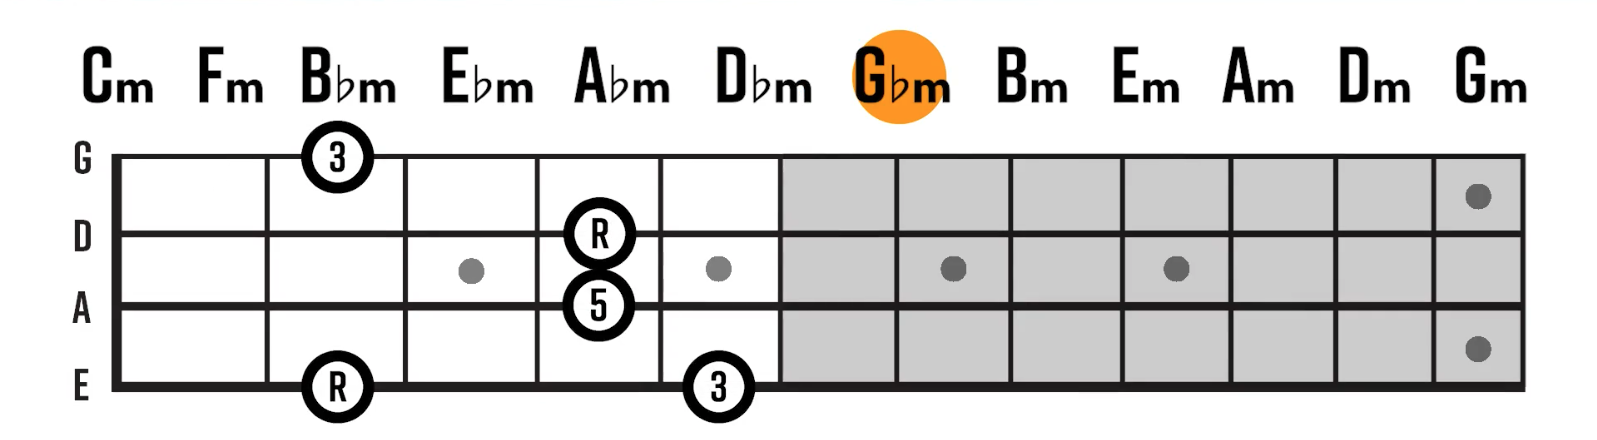 Cm Fm B♭m E♭m A♭m D♭m G♭m Bm Em Am Dm Gm
G 3
D R
A 5
E R 3